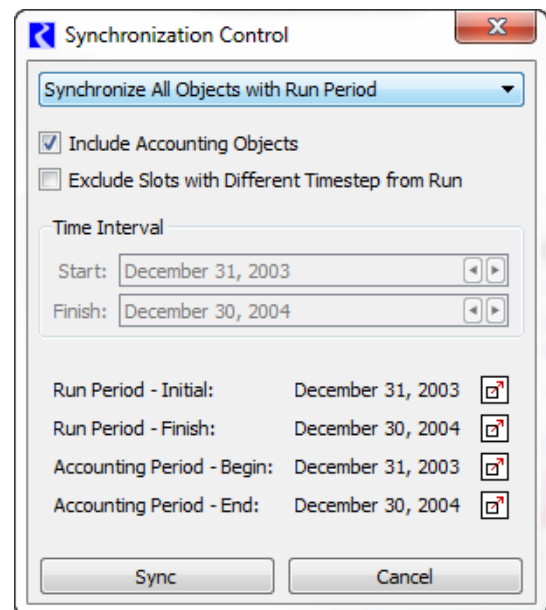 Synchronization Control
Synchronize All Objects with Run Period
Include Accounting Objects
Exclude Slots with Different Timestep from Run
Time Interval
Start: December 31, 2003
Finish: December 30, 2004
Run Period - Initial: December 31, 2003
Run Period - Finish: December 30, 2004
Accounting Period - Begin: December 31, 2003
Accounting Period - End: December 30, 2004
Sync Cancel